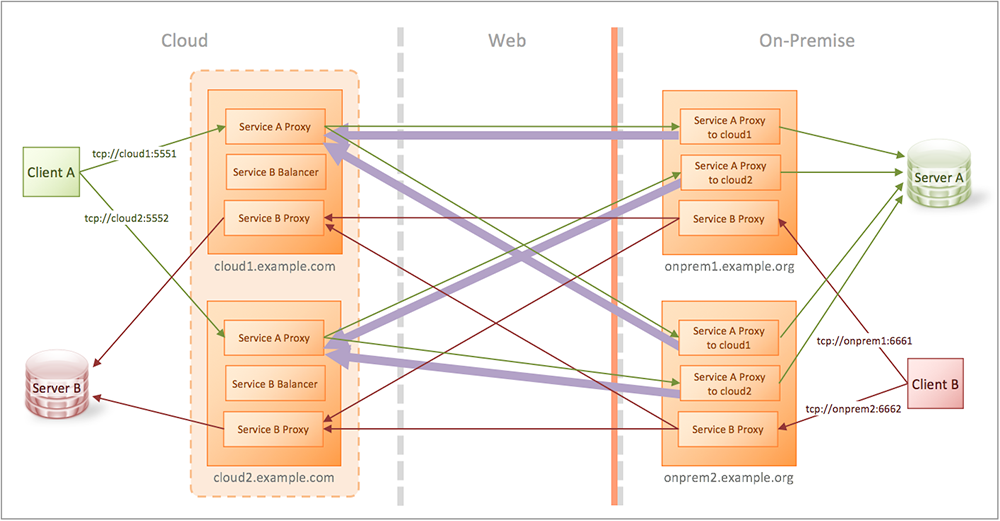 Cloud
Web
On-Premise
Client A
tcp://cloud1:5551
tcp://cloud2:5552
Service A Proxy
Service B Balancer
Service B Proxy
cloud1.example.com
Service A Proxy
Service B Balancer
Service B Proxy
cloud2.example.com
Server B
Service A Proxy
to cloud1
Service A Proxy
to cloud2
Service B Proxy
onprem1.example.org
Service A Proxy
to cloud1
Service A Proxy
to cloud2
Service B Proxy
onprem2.example.org
Server A
tcp://onprem1:6661
tcp://onprem2:6662
Client B